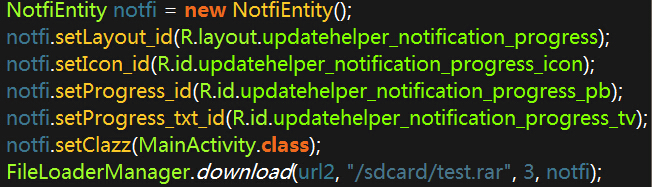 NotfiEntity notfi = new NotfiEntity();
notfi.setLayout_id(R.layout.updatehelper_notification_progress);
notfi.setIcon_id(R.id.updatehelper_notification_progress_icon);
notfi.setProgress_id(R.id.updatehelper_notification_progress_pb);
notfi.setProgress_txt_id(R.id.updatehelper_notification_progress_tv);
notfi.setClazz(MainActivity.class);
FileLoaderManager.download(url2, "/sdcard/test.rar", 3, notfi);